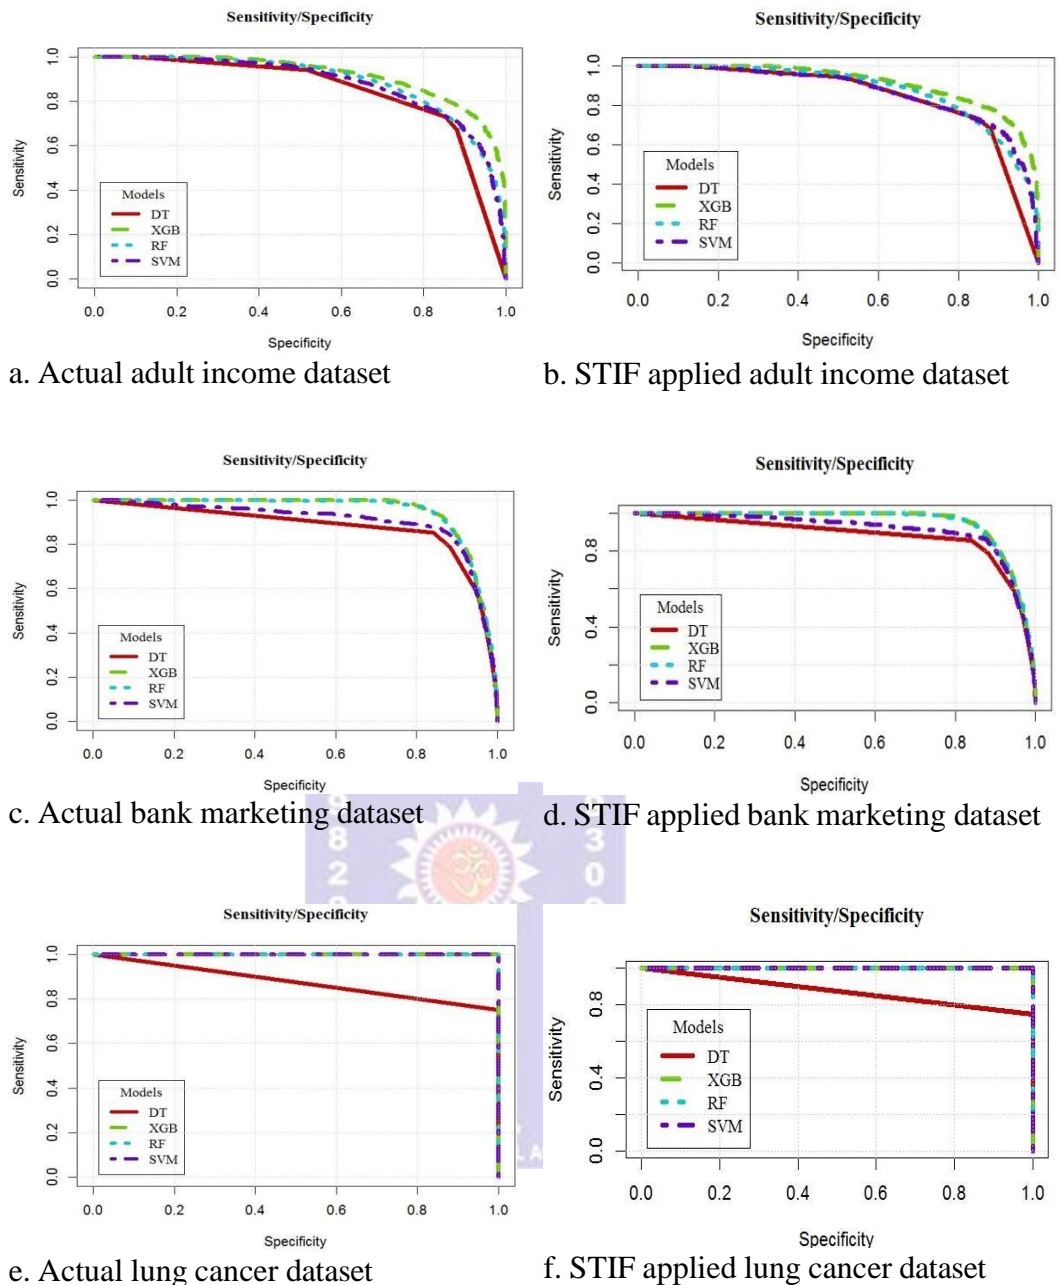 Sensitivity/Specificity
Sensitivity
1.0
0.8
0.6
0.4
0.2
0.0
Models
DT
XGB
RF
SVM
0.0 0.2 0.4 0.6 0.8 1.0
Specificity
a. Actual adult income dataset
Sensitivity/Specificity
Sensitivity
1.0
0.8
0.6
0.4
0.2
0.0
Models
DT
XGB
RF
SVM
0.0 0.2 0.4 0.6 0.8 1.0
Specificity
b. STIF applied adult income dataset
Sensitivity/Specificity
Sensitivity
1.0
0.8
0.6
0.4
0.2
0.0
Models
DT
XGB
RF
SVM
0.0 0.2 0.4 0.6 0.8 1.0
Specificity
c. Actual bank marketing dataset
Sensitivity/Specificity
Sensitivity
0.8
0.4
0.0
Models
DT
XGB
RF
SVM
0.0 0.2 0.4 0.6 0.8 1.0
Specificity
d. STIF applied bank marketing dataset
Sensitivity/Specificity
Sensitivity
1.0
0.8
0.6
0.4
0.2
0.0
Models
DT
XGB
RF
SVM
0.0 0.2 0.4 0.6 0.8 1.0
Specificity
e. Actual lung cancer dataset
Sensitivity/Specificity
Sensitivity
0.8
0.4
0.0
Models
DT
XGB
RF
SVM
0.0 0.2 0.4 0.6 0.8 1.0
Specificity
f. STIF applied lung cancer dataset
ॐ